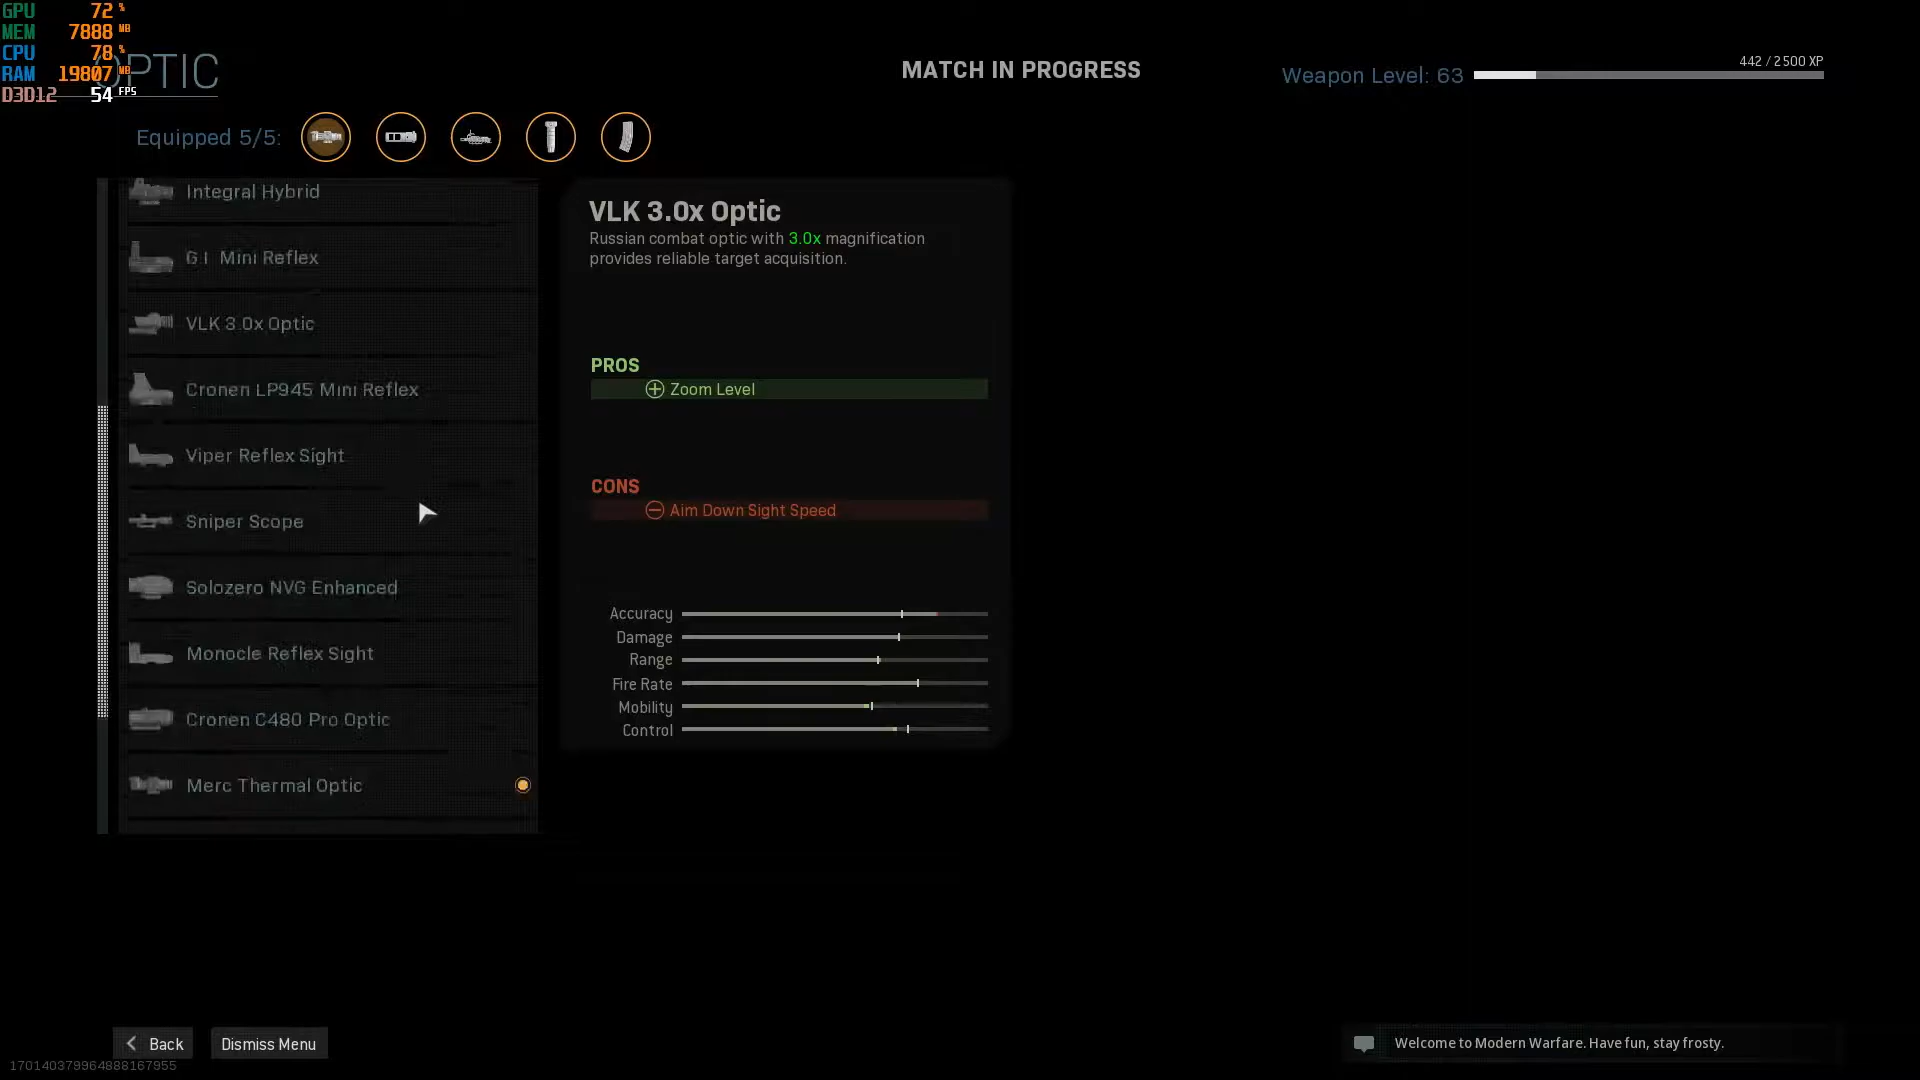 GPU 72 %
MEM 7888 MB
CPU 78 %
RAM 19807 MB
D3D12 54 FPS
OPTIC
MATCH IN PROGRESS
Weapon Level: 63
442 / 2500 XP
Equipped 5/5:
Integral Hybrid
G.I. Mini Reflex
VLK 3.0x Optic
Cronen LP945 Mini Reflex
Viper Reflex Sight
Sniper Scope
Solozero NVG Enhanced
Monocle Reflex Sight
Cronen C480 Pro Optic
Merc Thermal Optic
VLK 3.0x Optic
Russian combat optic with 3.0x magnification
provides reliable target acquisition.
PROS
Zoom Level
CONS
Aim Down Sight Speed
Accuracy
Damage
Range
Fire Rate
Mobility
Control
Back
Dismiss Menu
Welcome to Modern Warfare. Have fun, stay frosty.
170140379964888167955